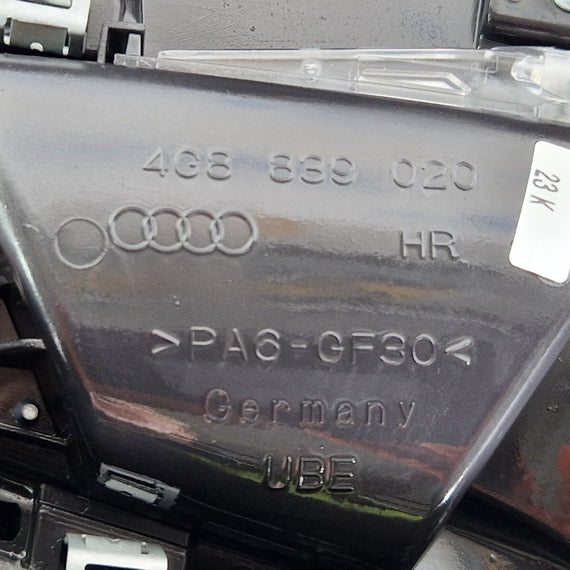 4G8 839 020
23 K
HR
>PA6-GF30<
Germany
UBE